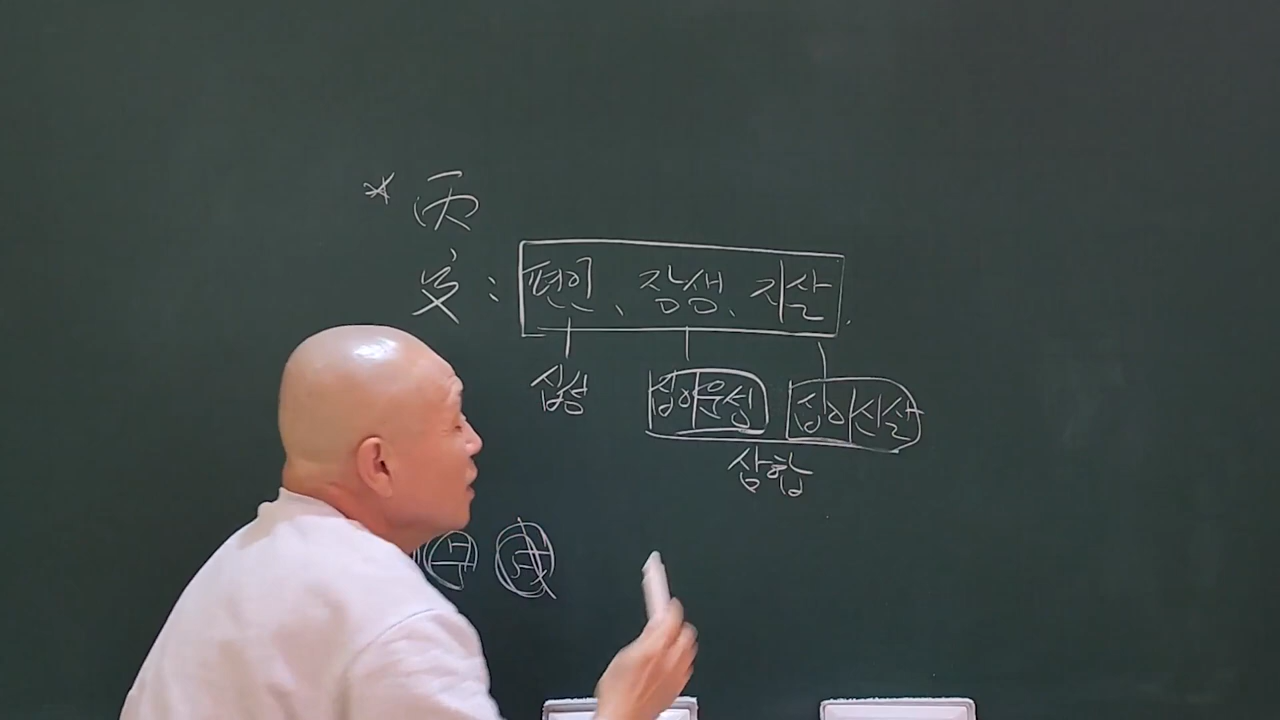 * 丙
寅 : 편인、장생、지살.
십성 십이운성 십이신살
삼합